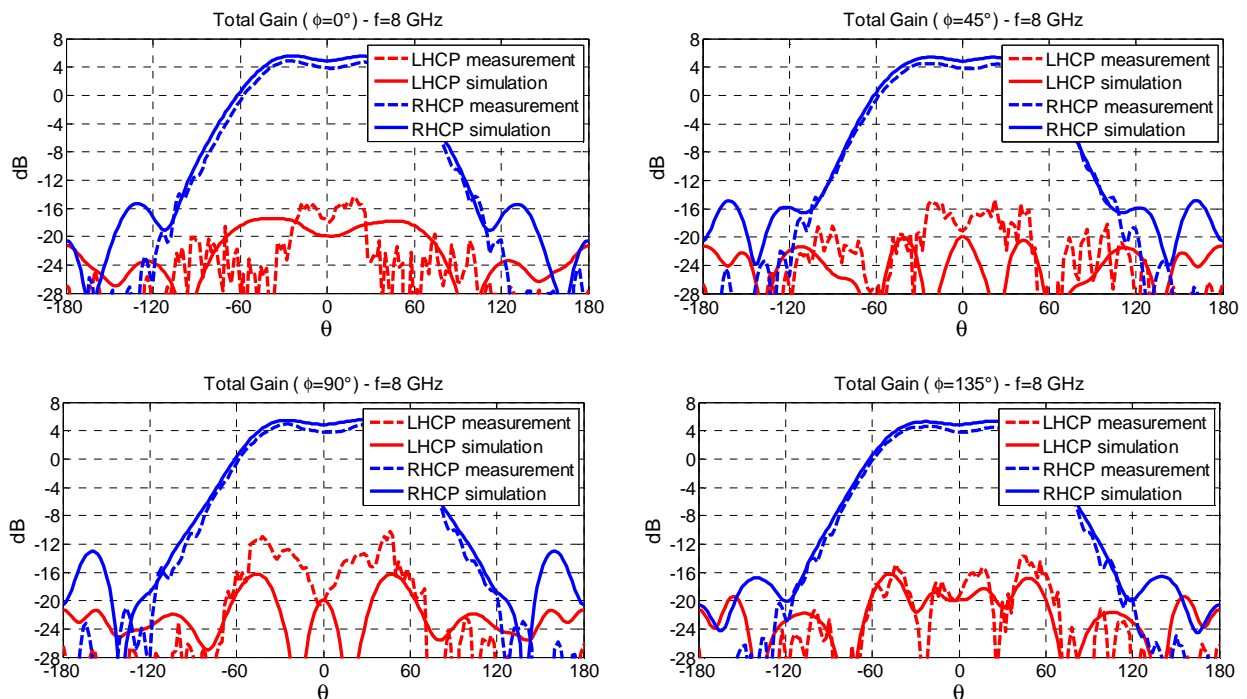 Total Gain ( ϕ=0°) - f=8 GHz
8
4
0
-4
-8
-12
-16
-20
-24
-28
dB
-180 -120 -60 0 60 120 180
θ
LHCP measurement
LHCP simulation
RHCP measurement
RHCP simulation
Total Gain ( ϕ=45°) - f=8 GHz
8
4
0
-4
-8
-12
-16
-20
-24
-28
dB
-180 -120 -60 0 60 120 180
θ
LHCP measurement
LHCP simulation
RHCP measurement
RHCP simulation
Total Gain ( ϕ=90°) - f=8 GHz
8
4
0
-4
-8
-12
-16
-20
-24
-28
dB
-180 -120 -60 0 60 120 180
θ
LHCP measurement
LHCP simulation
RHCP measurement
RHCP simulation
Total Gain ( ϕ=135°) - f=8 GHz
8
4
0
-4
-8
-12
-16
-20
-24
-28
dB
-180 -120 -60 0 60 120 180
θ
LHCP measurement
LHCP simulation
RHCP measurement
RHCP simulation